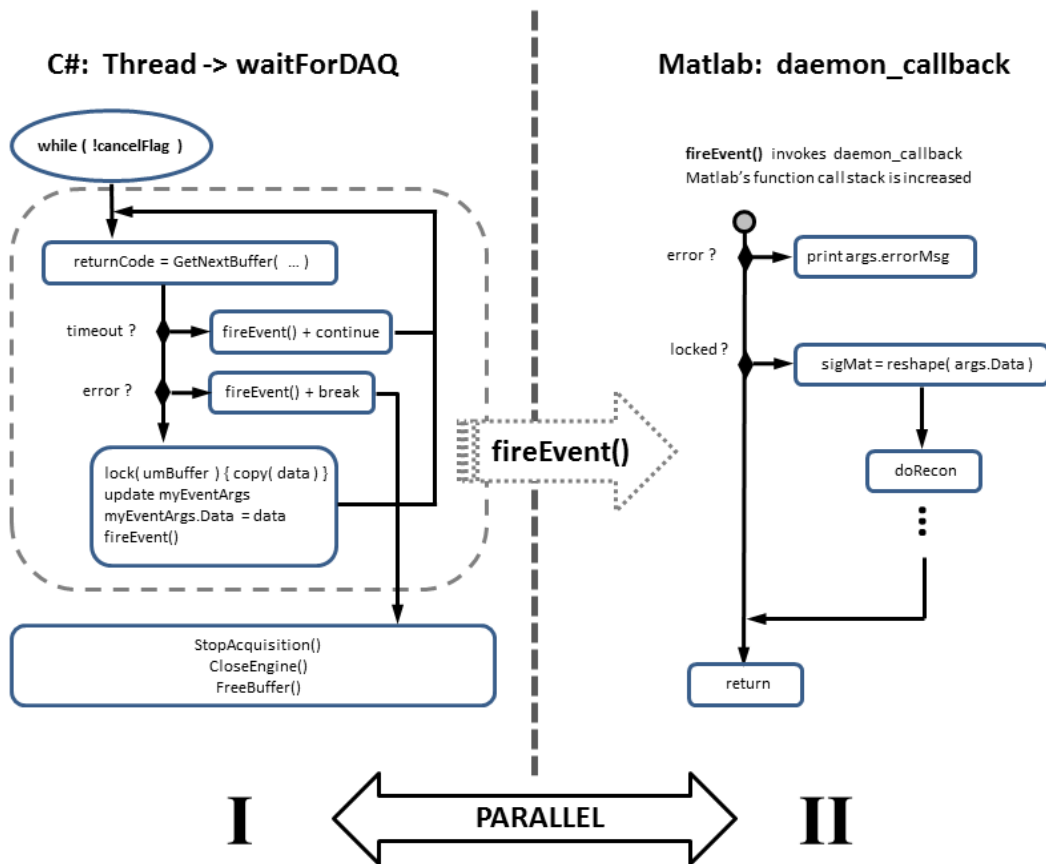 C#: Thread -> waitForDAQ
while ( !cancelFlag )
returnCode = GetNextBuffer( ... )
timeout ?
fireEvent() + continue
error ?
fireEvent() + break
lock( umBuffer ) { copy( data ) }
update myEventArgs
myEventArgs.Data = data
fireEvent()
StopAcquisition()
CloseEngine()
FreeBuffer()
fireEvent()
Matlab: daemon_callback
fireEvent() invokes daemon_callback
Matlab's function call stack is increased
error ?
print args.errorMsg
locked ?
sigMat = reshape( args.Data )
doRecon
return
I
PARALLEL
II